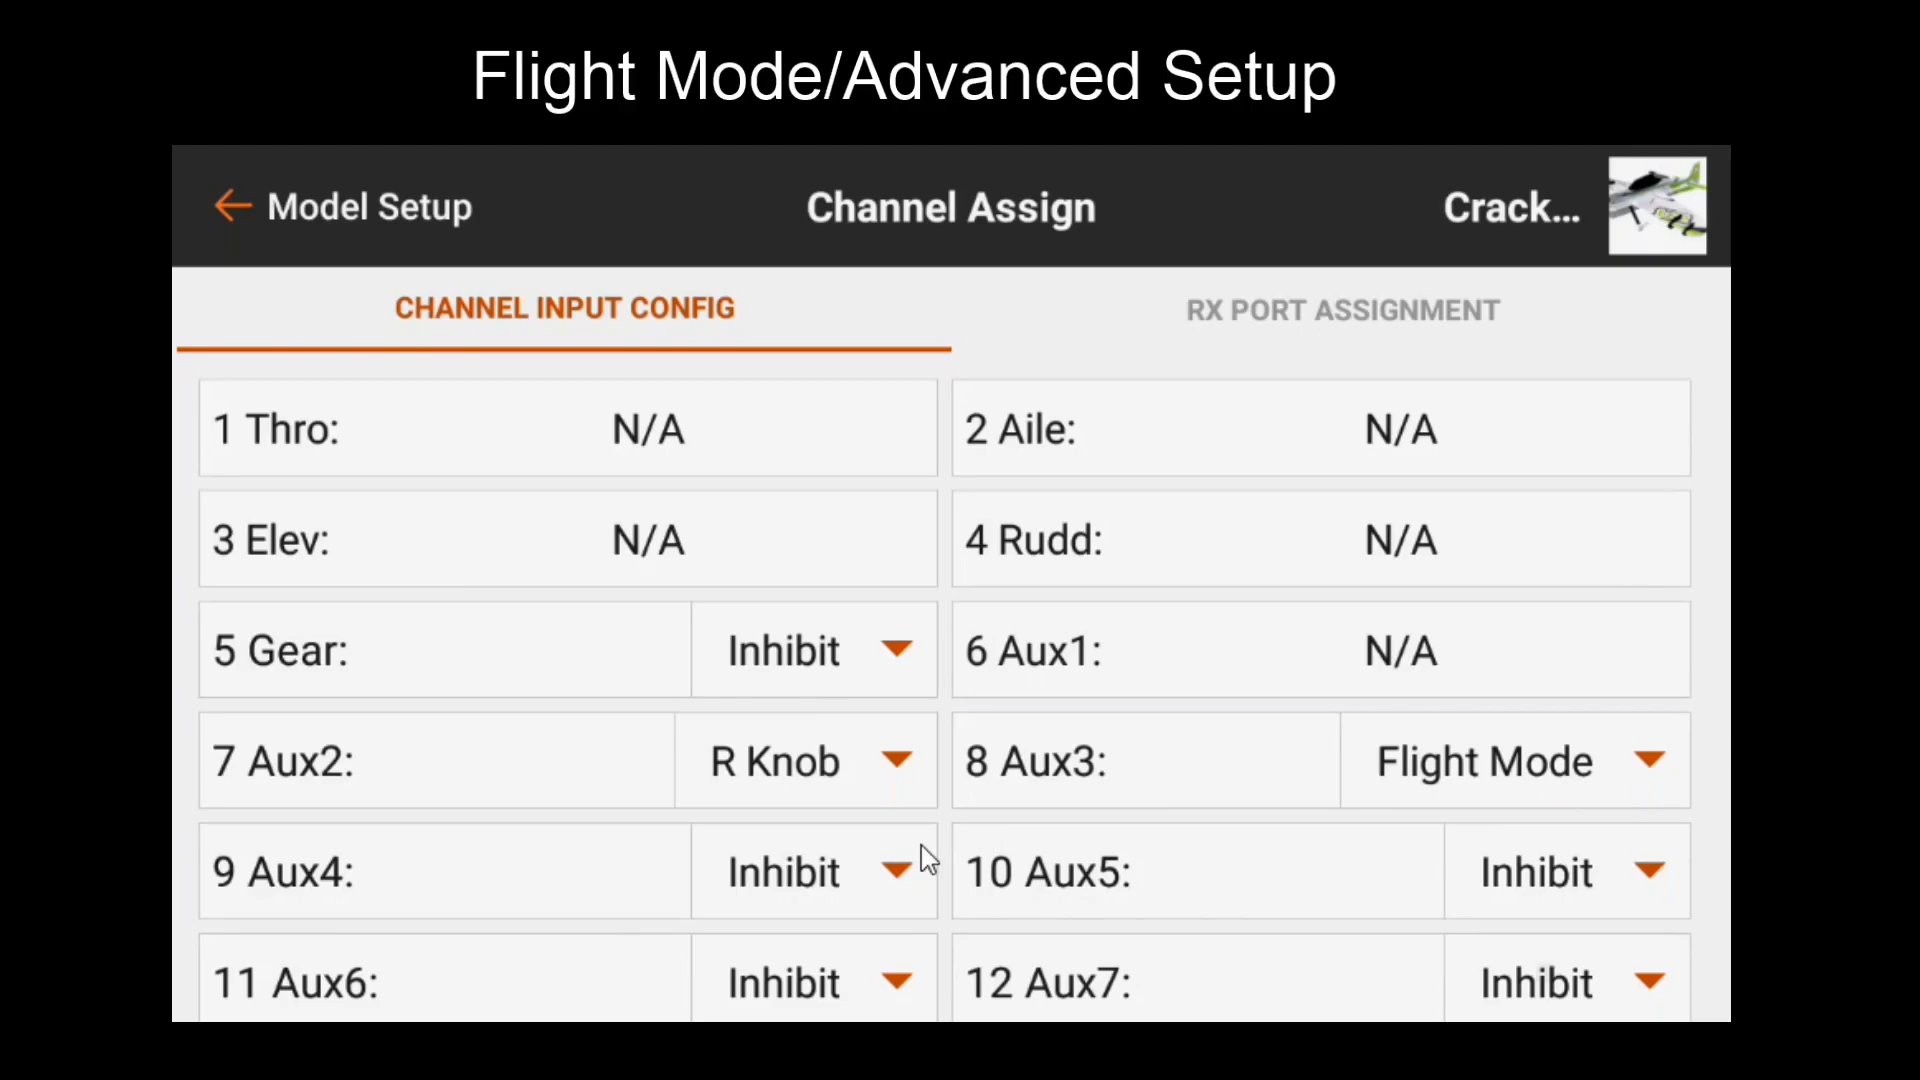 Flight Mode/Advanced Setup
Model Setup
Channel Assign
Crack...
CHANNEL INPUT CONFIG
RX PORT ASSIGNMENT
1 Thro: N/A
2 Aile: N/A
3 Elev: N/A
4 Rudd: N/A
5 Gear: Inhibit
6 Aux1: N/A
7 Aux2: R Knob
8 Aux3: Flight Mode
9 Aux4: Inhibit
10 Aux5: Inhibit
11 Aux6: Inhibit
12 Aux7: Inhibit